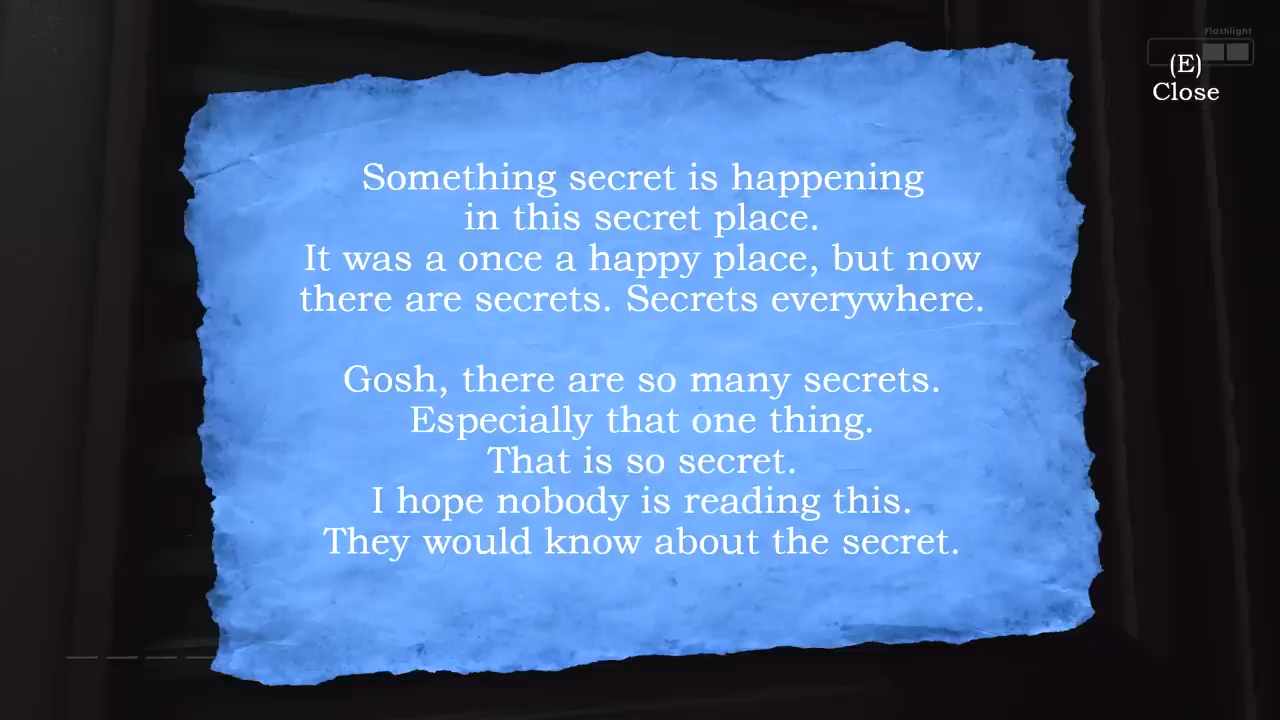 Flashlight
(E)
Close
Something secret is happening
in this secret place.
It was a once a happy place, but now
there are secrets. Secrets everywhere.
Gosh, there are so many secrets.
Especially that one thing.
That is so secret.
I hope nobody is reading this.
They would know about the secret.